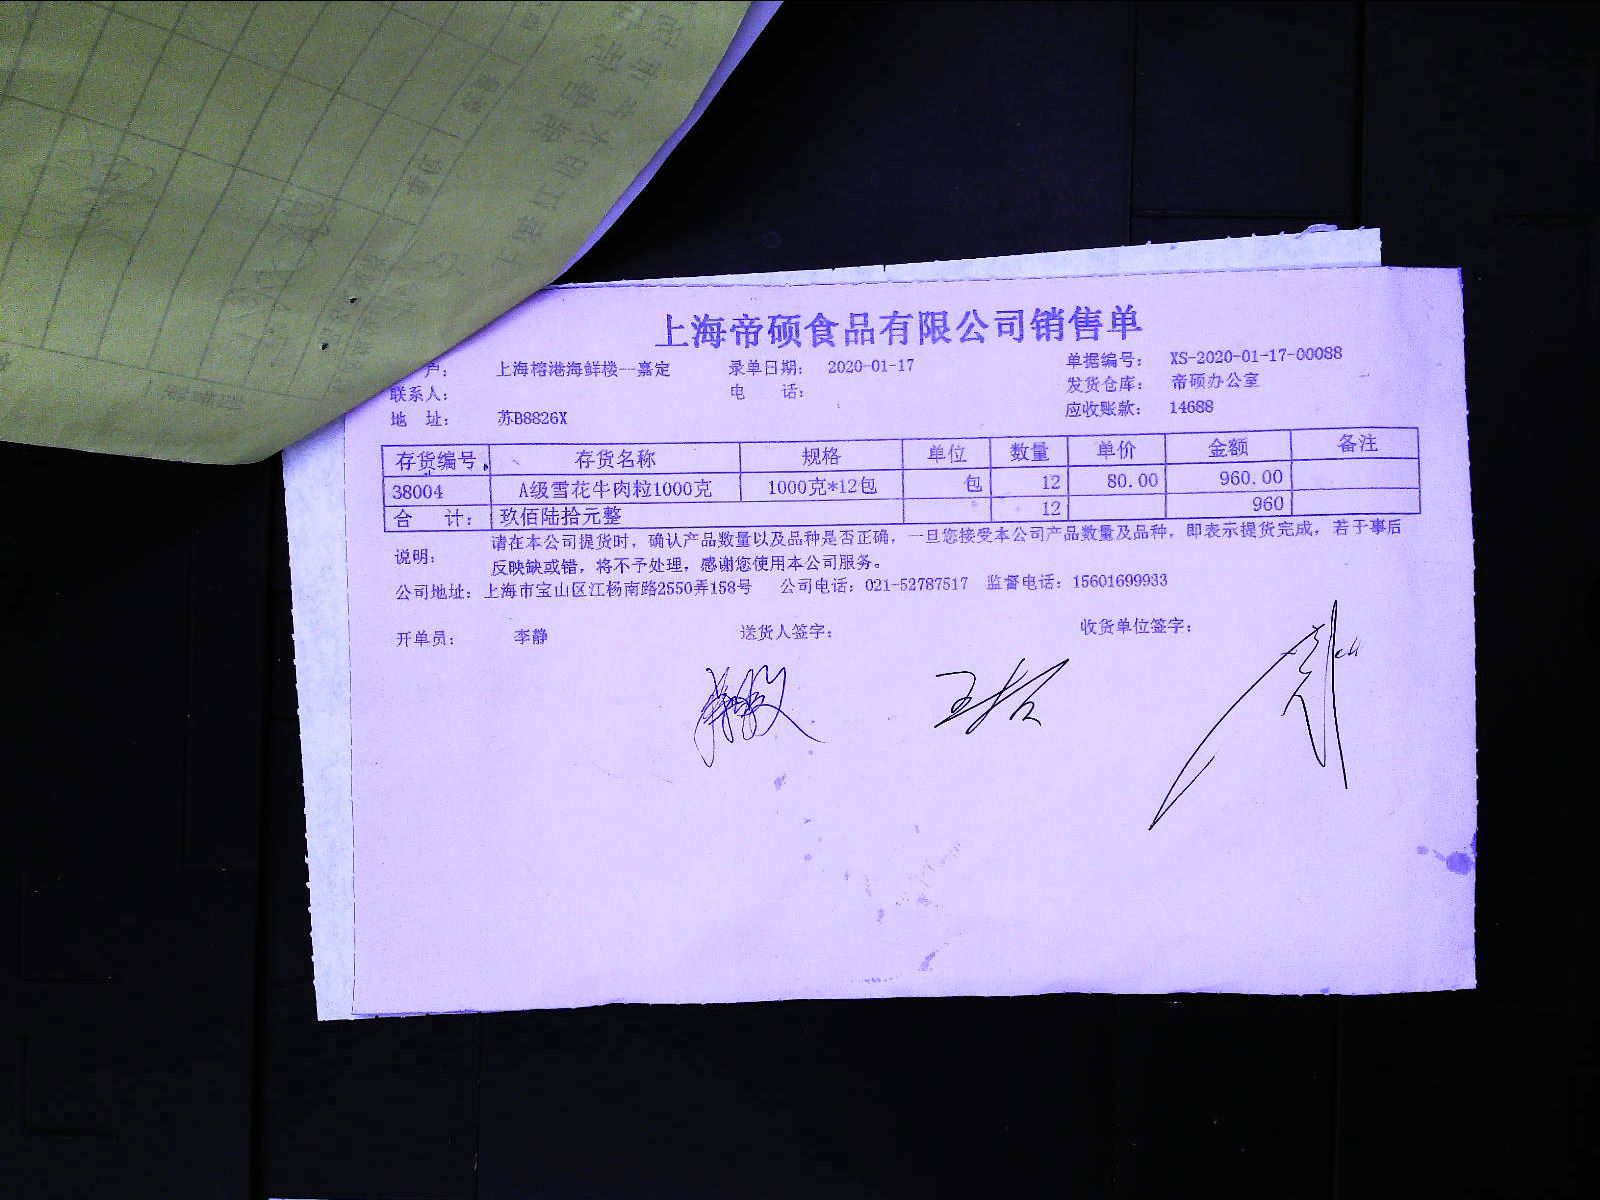 上海帝硕食品有限公司销售单
户： 上海榕港海鲜楼--嘉定 录单日期： 2020-01-17 单据编号： XS-2020-01-17-00088
联系人： 电 话： 发货仓库： 帝硕办公室
地 址： 苏B8826X 应收账款： 14688
存货编号 存货名称 规格 单位 数量 单价 金额 备注
38004 A级雪花牛肉粒1000克 1000克*12包 包 12 80.00 960.00
合 计： 玖佰陆拾元整 12 960
说明： 请在本公司提货时，确认产品数量以及品种是否正确，一旦您接受本公司产品数量及品种，即表示提货完成，若于事后
反映缺或错，将不予处理，感谢您使用本公司服务。
公司地址：上海市宝山区江杨南路2550弄158号 公司电话：021-52787517 监督电话：15601699933
开单员： 李静 送货人签字： 收货单位签字：